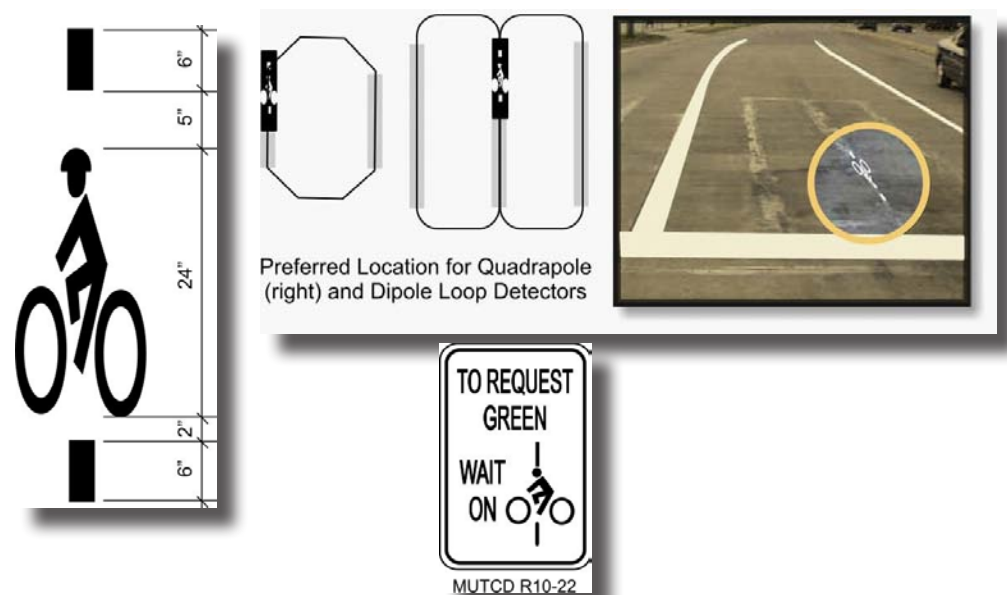 6"
5"
24"
2"
6"
Preferred Location for Quadrapole
(right) and Dipole Loop Detectors
TO REQUEST
GREEN
WAIT
ON
MUTCD R10-22